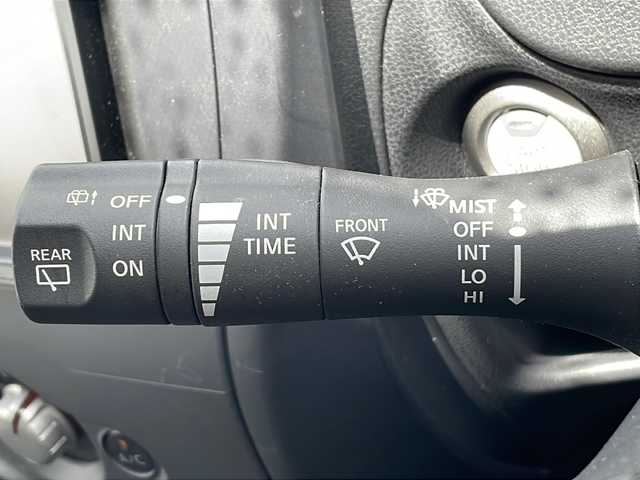 REAR
OFF
INT
ON
INT
TIME
FRONT
MIST
OFF
INT
LO
HI
A/C